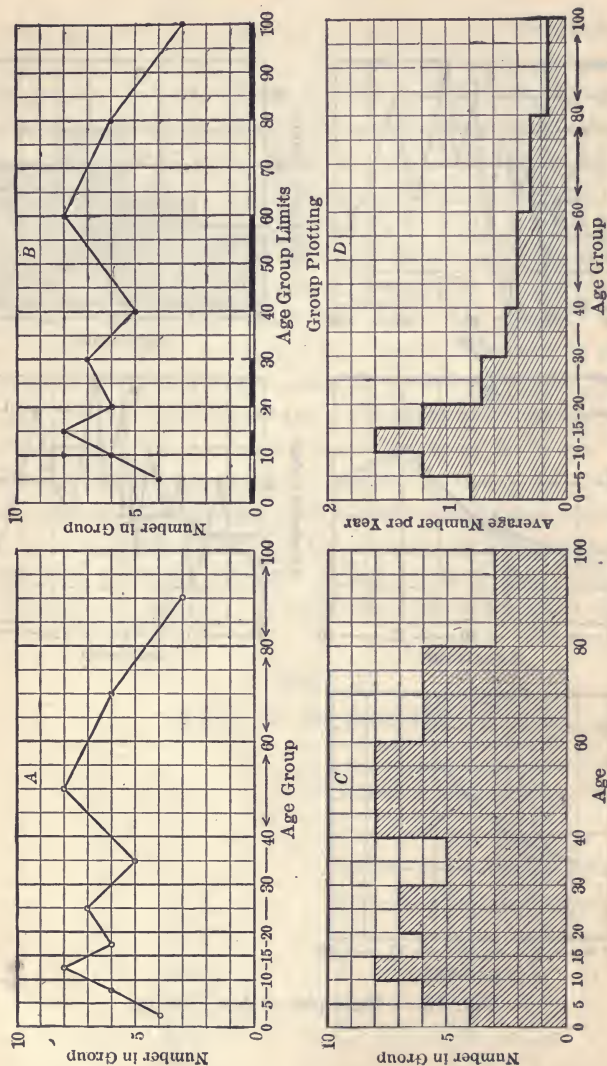 A
10
5
0
Number in Group
0–5–10–15–20 — 30 — 40 ⟵⟶ 60 ⟵⟶ 80 ⟵⟶ 100
Age Group
B
10
5
0
Number in Group
0 10 20 30 40 50 60 70 80 90 100
Age Group Limits
Group Plotting
C
10
5
0
Number in Group
0 5 10 15 20 30 40 60 80 100
Age
D
2
1
0
Average Number per Year
0–5–10–15–20 — 30 — 40 ⟵⟶ 60 ⟵⟶ 80 ⟵⟶ 100
Age Group